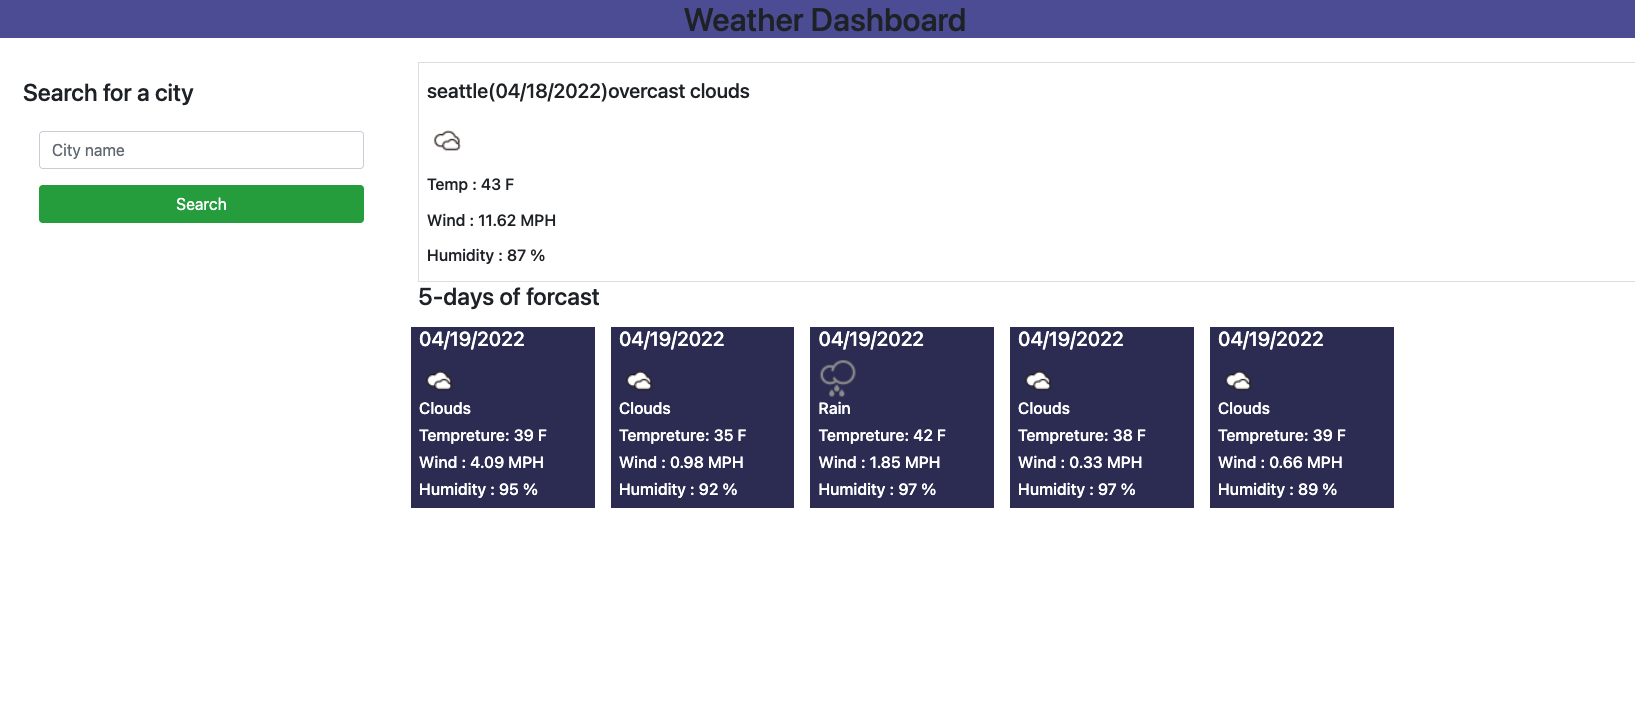 Weather Dashboard
Search for a city
City name
Search
seattle(04/18/2022)overcast clouds
Temp : 43 F
Wind : 11.62 MPH
Humidity : 87 %
5-days of forcast
04/19/2022
Clouds
Tempreture: 39 F
Wind : 4.09 MPH
Humidity : 95 %
04/19/2022
Clouds
Tempreture: 35 F
Wind : 0.98 MPH
Humidity : 92 %
04/19/2022
Rain
Tempreture: 42 F
Wind : 1.85 MPH
Humidity : 97 %
04/19/2022
Clouds
Tempreture: 38 F
Wind : 0.33 MPH
Humidity : 97 %
04/19/2022
Clouds
Tempreture: 39 F
Wind : 0.66 MPH
Humidity : 89 %